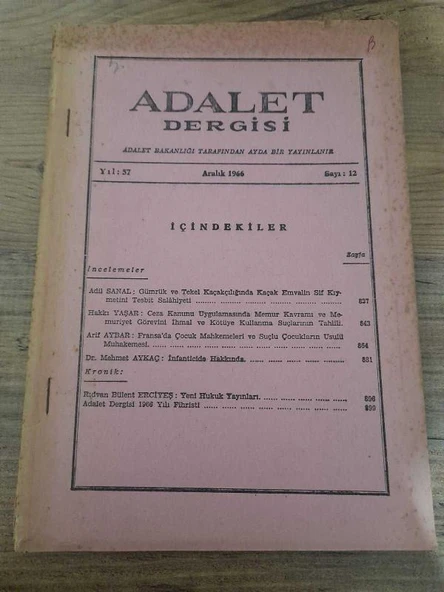 ADALET
DERGİSİ
ADALET BAKANLIĞI TARAFINDAN AYDA BİR YAYINLANIR
Yıl: 57 Aralık 1966 Sayı: 12
İÇİNDEKİLER
Sayfa
İncelemeler
Adil SANAL: Gümrük ve Tekel Kaçakçılığında Kaçak Emvalin Sif Kıy-
metini Tesbit Salâhiyeti ........ 837
Hakkı YAŞAR: Ceza Kanunu Uygulamasında Memur Kavramı ve Me-
muriyet Görevini İhmal ve Kötüye Kullanma Suçlarının Tahlili. 843
Arif AYBAR: Fransa'da Çocuk Mahkemeleri ve Suçlu Çocukların Usulü
Muhakemesi. ........ 864
Dr. Mehmet AYKAÇ: İnfanticide Hakkında. ........ 881
Kronik:
Rıdvan Bülent ERCİYEŞ: Yeni Hukuk Yayınları. ........ 896
Adalet Dergisi 1966 Yılı Fihristi ........ 899